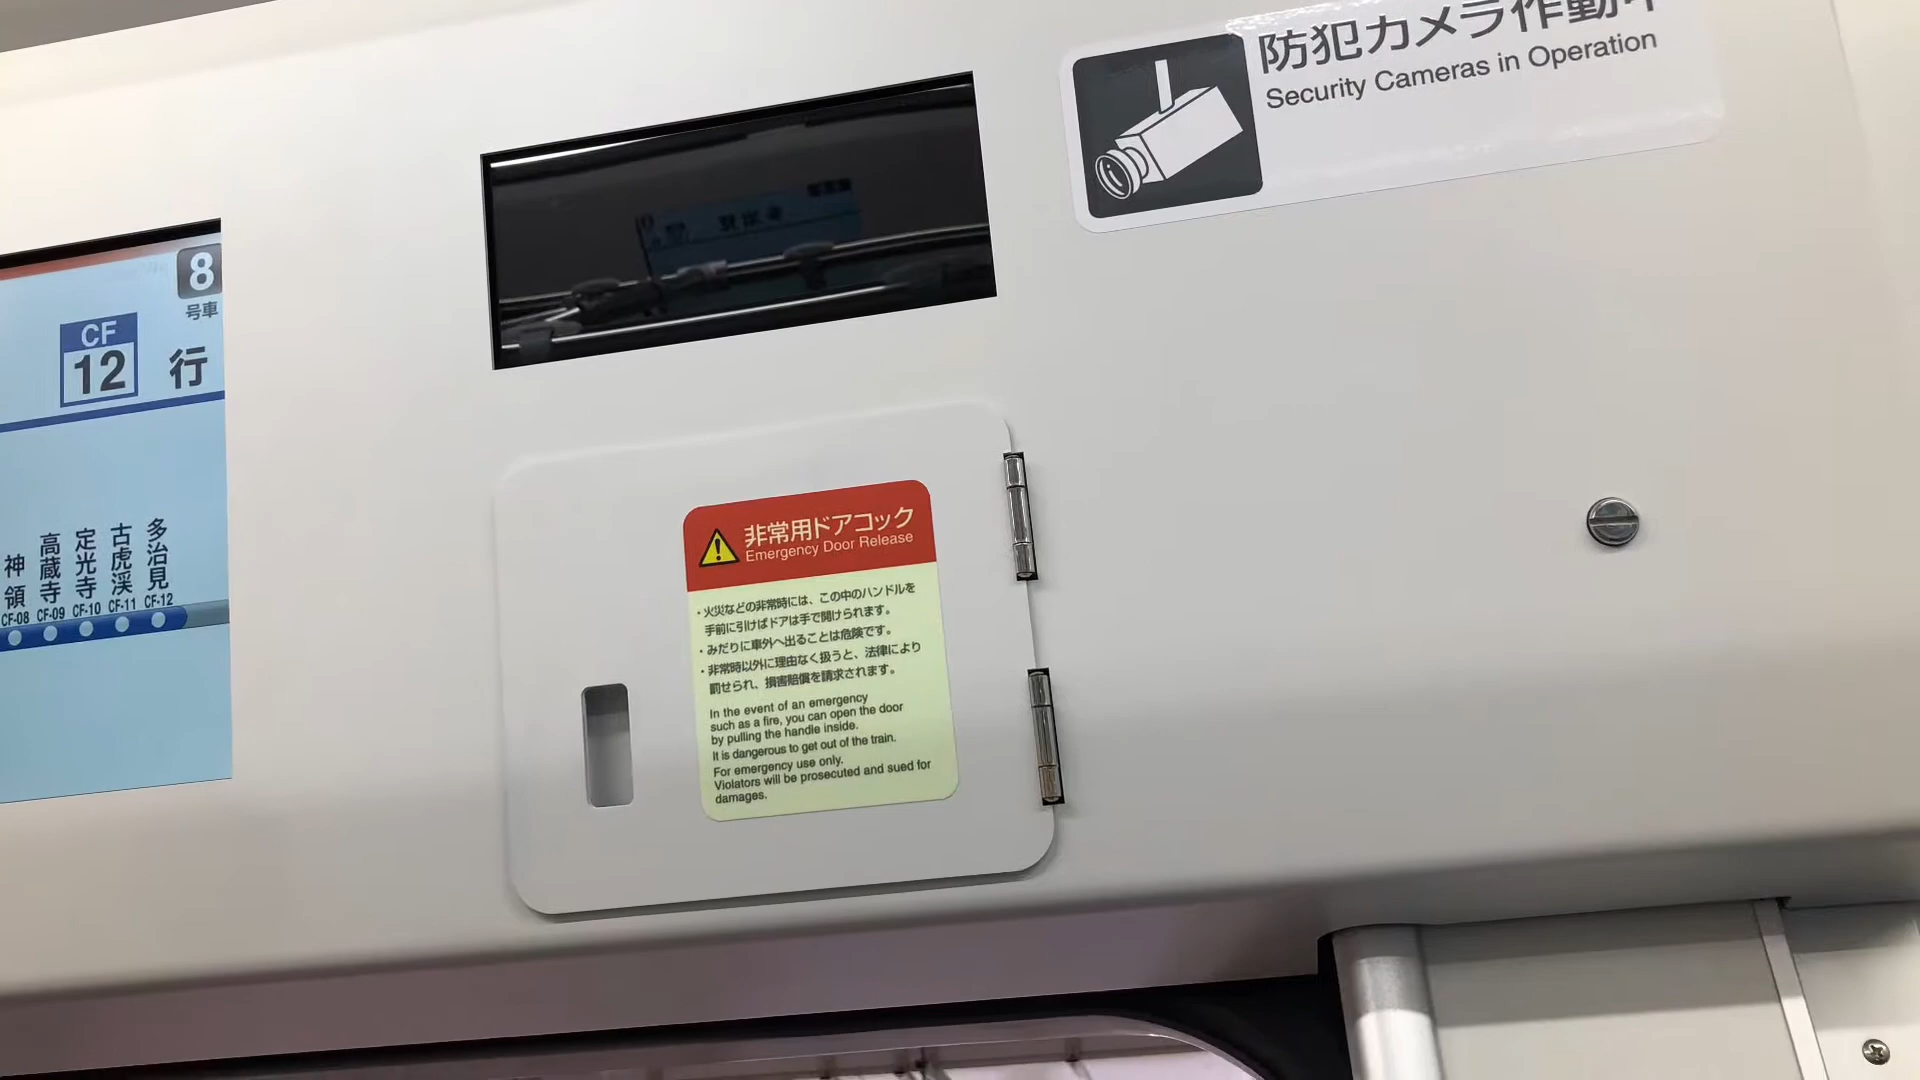 防犯カメラ作動中
Security Cameras in Operation
8
号車
CF
12
行
神領
高蔵寺
定光寺
古虎渓
多治見
CF-08
CF-09
CF-10
CF-11
CF-12
非常用ドアコック
Emergency Door Release
・火災などの非常時には、この中のハンドルを
手前に引けばドアは手で開けられます。
・みだりに車外へ出ることは危険です。
・非常時以外に理由なく扱うと、法律により
罰せられ、損害賠償を請求されます。
In the event of an emergency
such as a fire, you can open the door
by pulling the handle inside.
It is dangerous to get out of the train.
For emergency use only.
Violators will be prosecuted and sued for
damages.